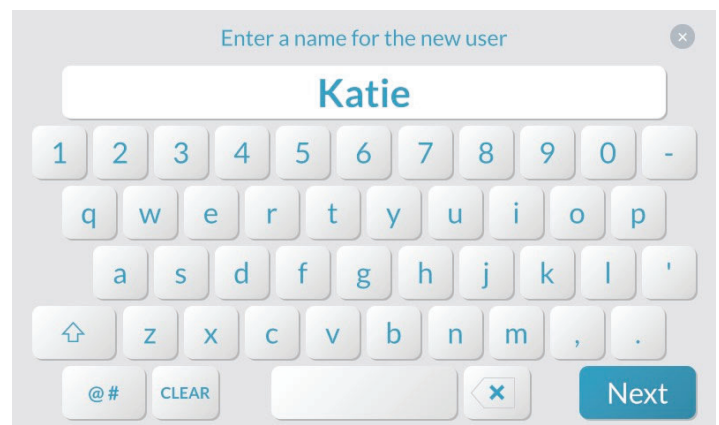 Enter a name for the new user
Katie
1 2 3 4 5 6 7 8 9 0 -
q w e r t y u i o p
a s d f g h j k l '
z x c v b n m , .
@# CLEAR Next